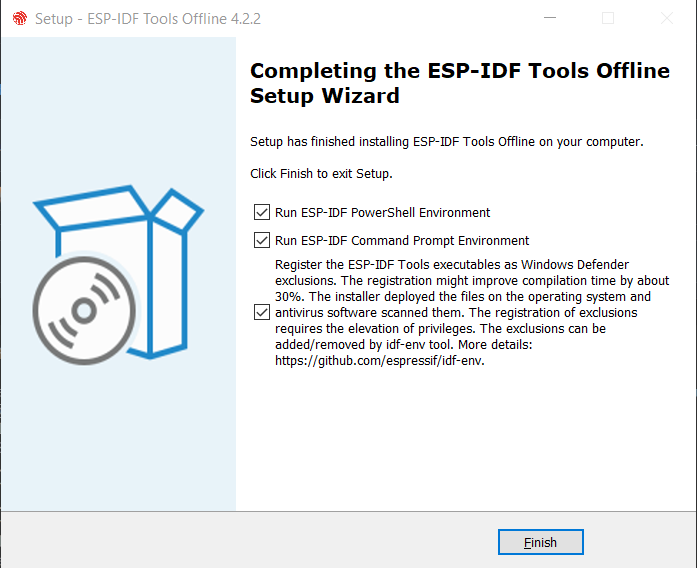 Setup - ESP-IDF Tools Offline 4.2.2
Completing the ESP-IDF Tools Offline
Setup Wizard
Setup has finished installing ESP-IDF Tools Offline on your computer.
Click Finish to exit Setup.
Run ESP-IDF PowerShell Environment
Run ESP-IDF Command Prompt Environment
Register the ESP-IDF Tools executables as Windows Defender
exclusions. The registration might improve compilation time by about
30%. The installer deployed the files on the operating system and
antivirus software scanned them. The registration of exclusions
requires the elevation of privileges. The exclusions can be
added/removed by idf-env tool. More details:
https://github.com/espressif/idf-env.
Finish